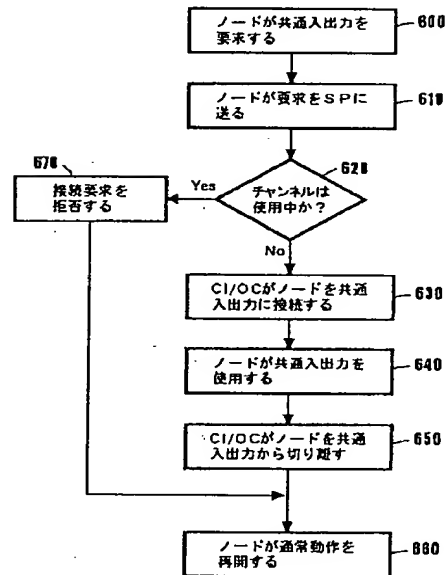 ノードが共通入出力を
要求する
600
ノードが要求をSPに
送る
610
620
チャンネルは
使用中か?
Yes
670
接続要求を
拒否する
No
CI/OCがノードを共通
入出力に接続する
630
ノードが共通入出力を
使用する
640
CI/OCがノードを共通
入出力から切り離す
650
ノードが通常動作を
再開する
660